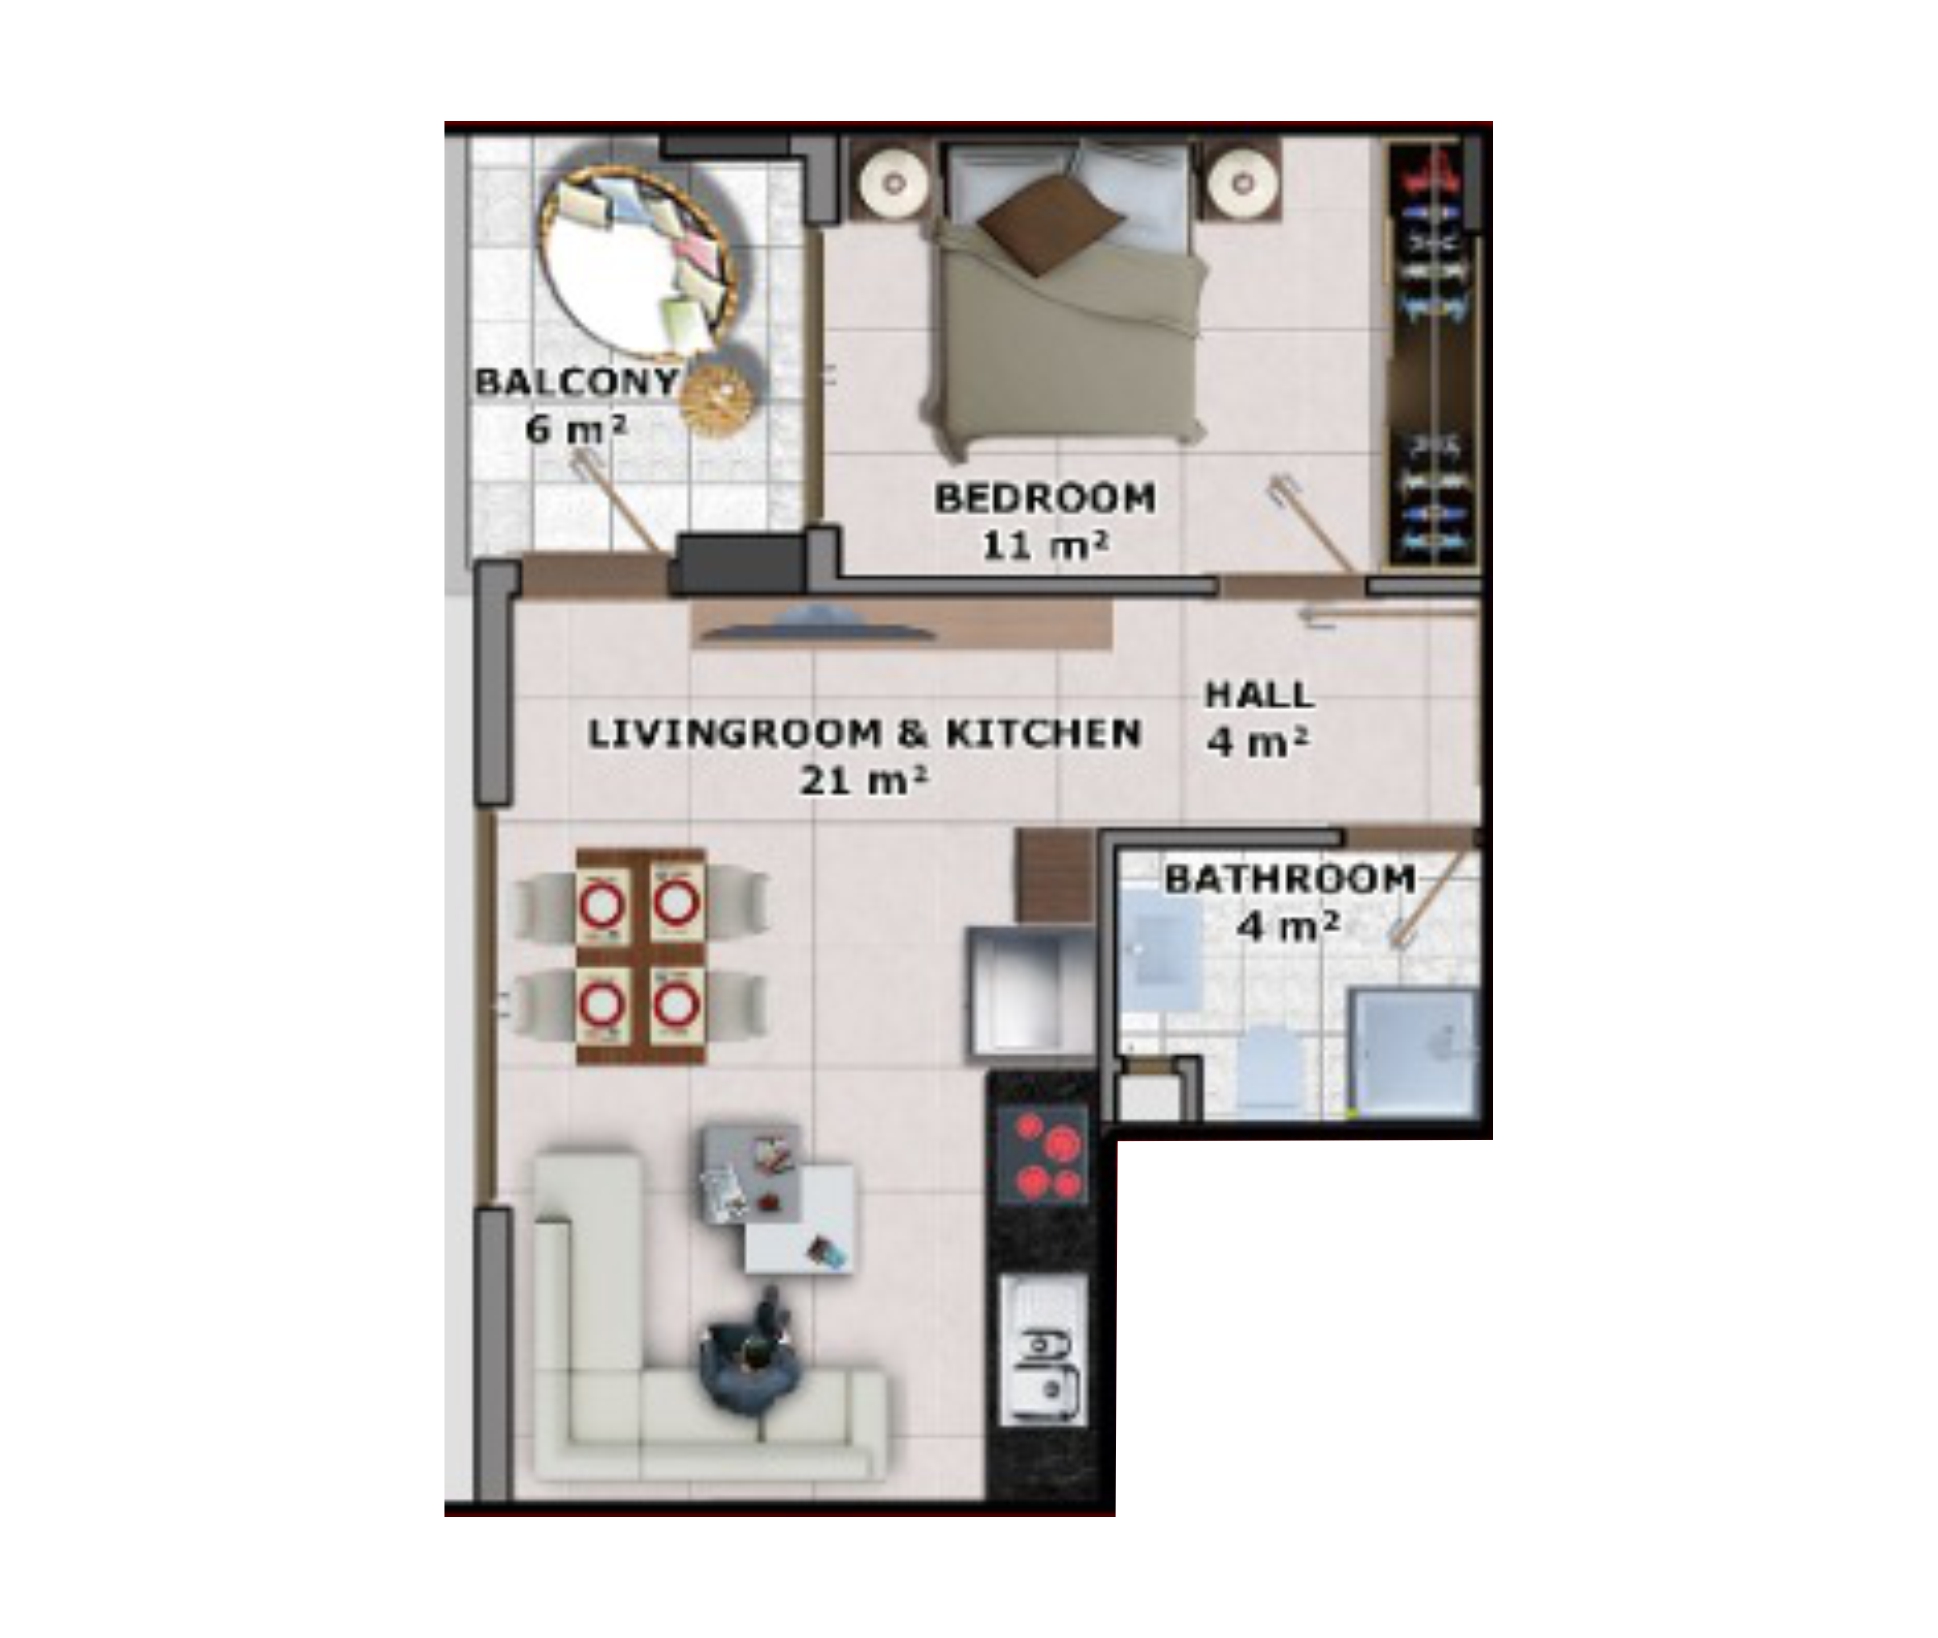 BALCONY
6 m²
BEDROOM
11 m²
HALL
4 m²
LIVINGROOM & KITCHEN
21 m²
BATHROOM
4 m²